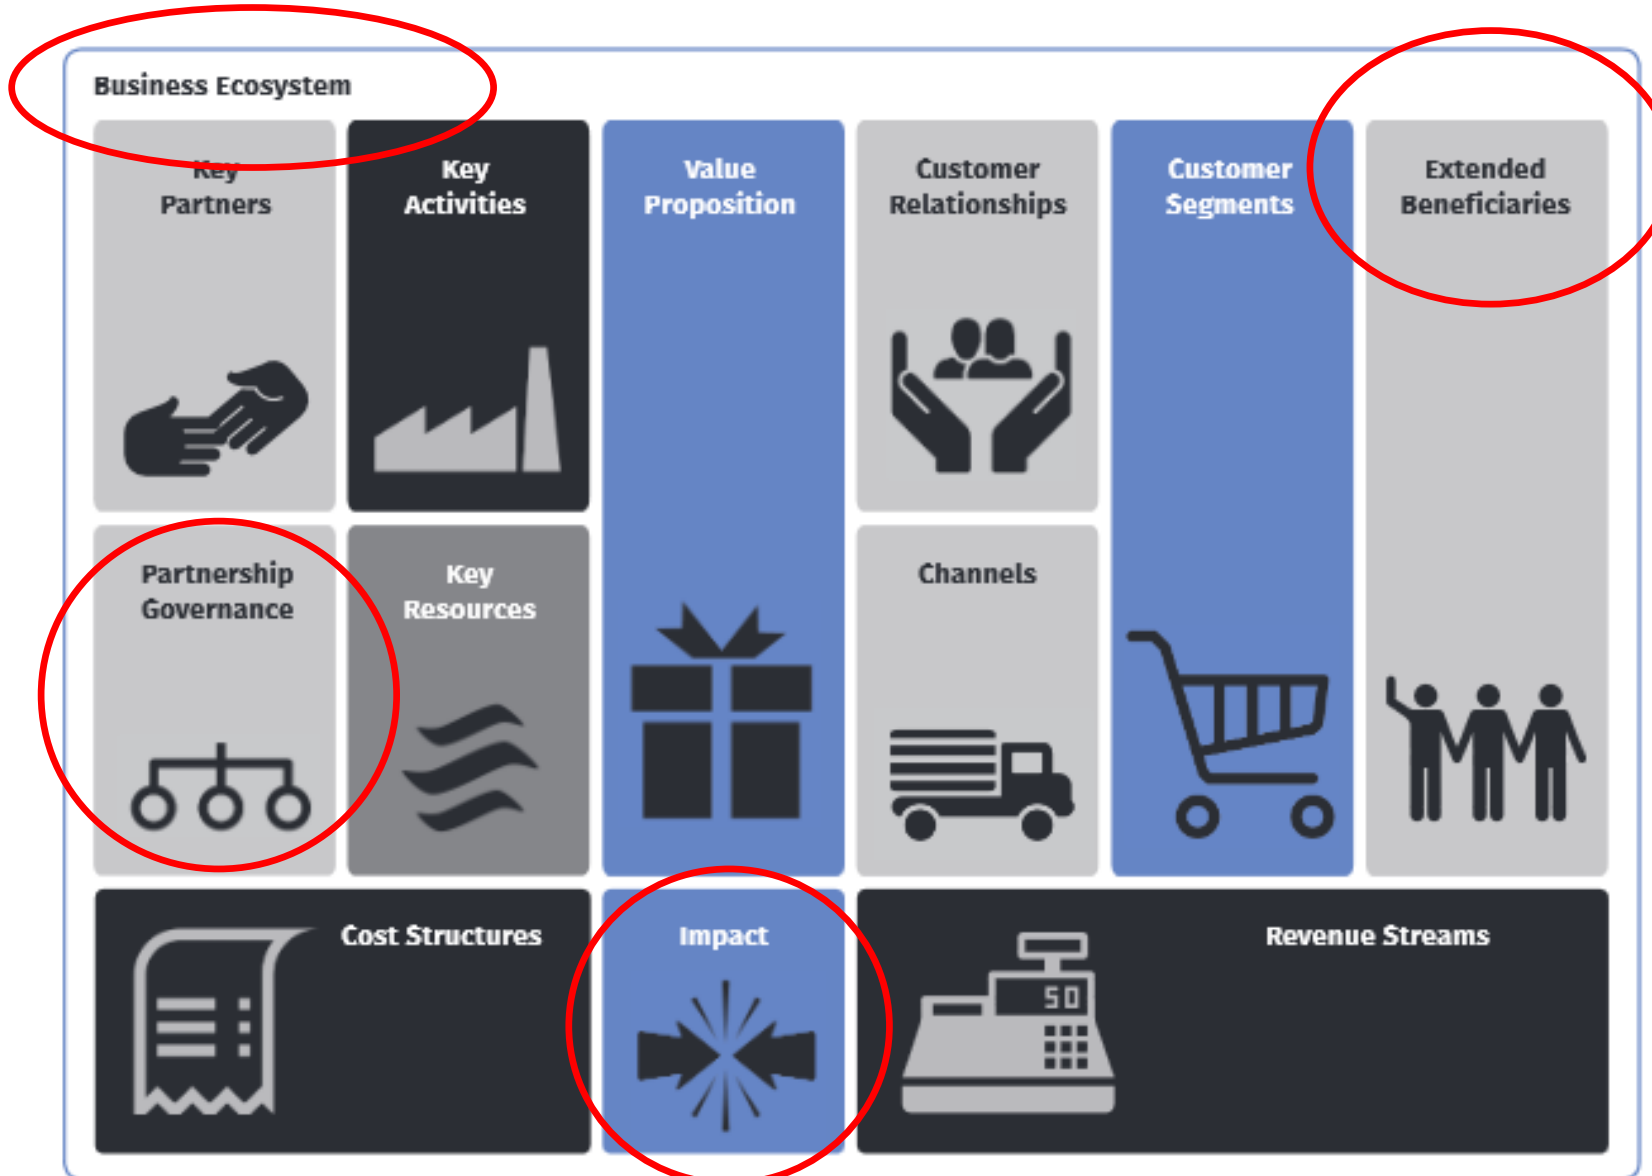 Business Ecosystem
Key
Partners
Key
Activities
Value
Proposition
Customer
Relationships
Customer
Segments
Extended
Beneficiaries
Partnership
Governance
Key
Resources
Channels
Cost Structures
Impact
Revenue Streams
50